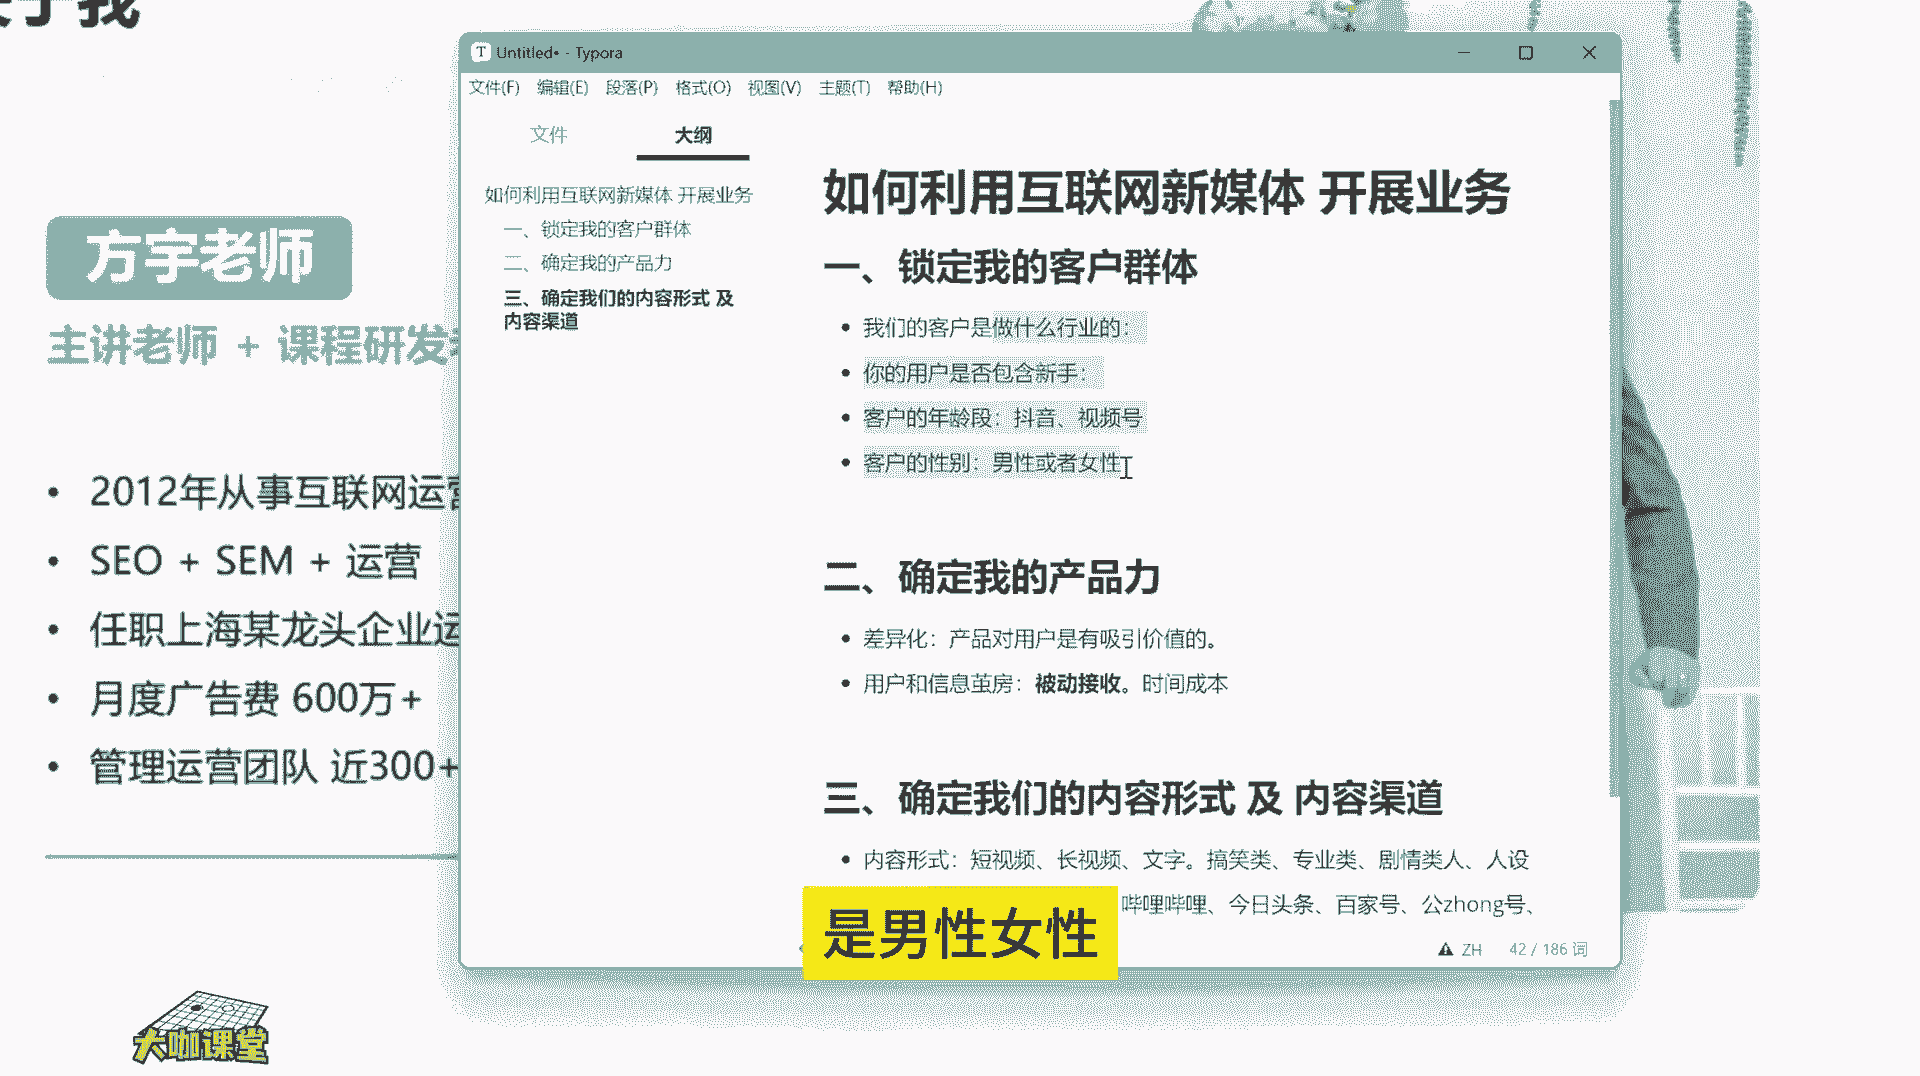 关于我
方宇老师
主讲老师 + 课程研发
2012年从事互联网运营
SEO + SEM + 运营
任职上海某龙头企业运
月度广告费 600万+
管理运营团队 近300+
大咖课堂
Untitled• - Typora
文件(F) 编辑(E) 段落(P) 格式(O) 视图(V) 主题(T) 帮助(H)
文件 大纲
如何利用互联网新媒体 开展业务
一、锁定我的客户群体
二、确定我的产品力
三、确定我们的内容形式 及
内容渠道
如何利用互联网新媒体 开展业务
一、锁定我的客户群体
我们的客户是做什么行业的：
你的用户是否包含新手：
客户的年龄段：抖音、视频号
客户的性别：男性或者女性
二、确定我的产品力
差异化：产品对用户是有吸引价值的。
用户和信息茧房：被动接收。时间成本
三、确定我们的内容形式 及 内容渠道
内容形式：短视频、长视频、文字。搞笑类、专业类、剧情类人、人设
哔哩哔哩、今日头条、百家号、公zhong号、
是男性女性
ZH 42 / 186 词